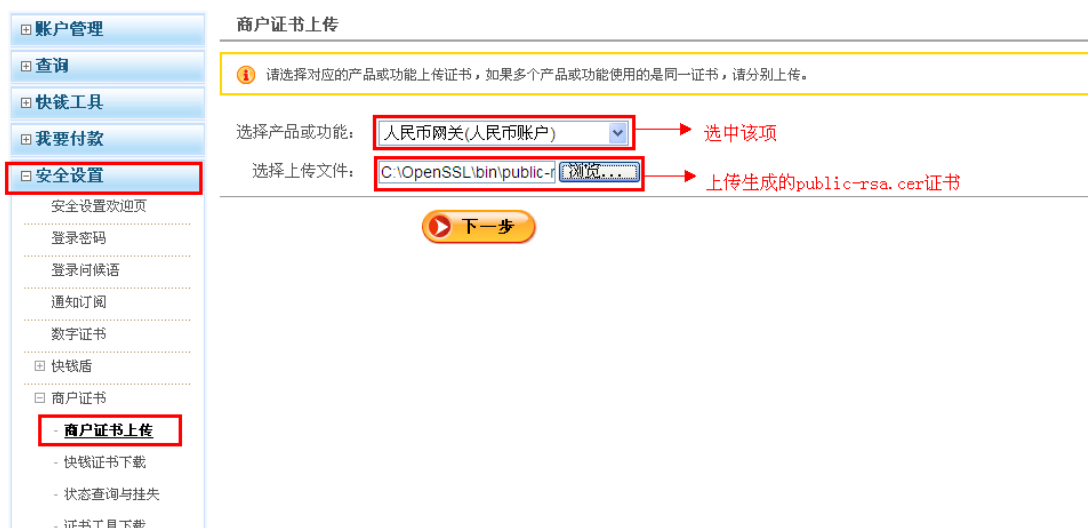 账户管理
查询
快钱工具
我要付款
安全设置
安全设置欢迎页
登录密码
登录问候语
通知订阅
数字证书
快钱盾
商户证书
- 商户证书上传
- 快钱证书下载
- 状态查询与挂失
- 证书工具下载
商户证书上传
请选择对应的产品或功能上传证书，如果多个产品或功能使用的是同一证书，请分别上传。
选择产品或功能： 人民币网关(人民币账户) 选中该项
选择上传文件： C:\OpenSSL\bin\public-r 浏览... 上传生成的public-rsa.cer证书
下一步